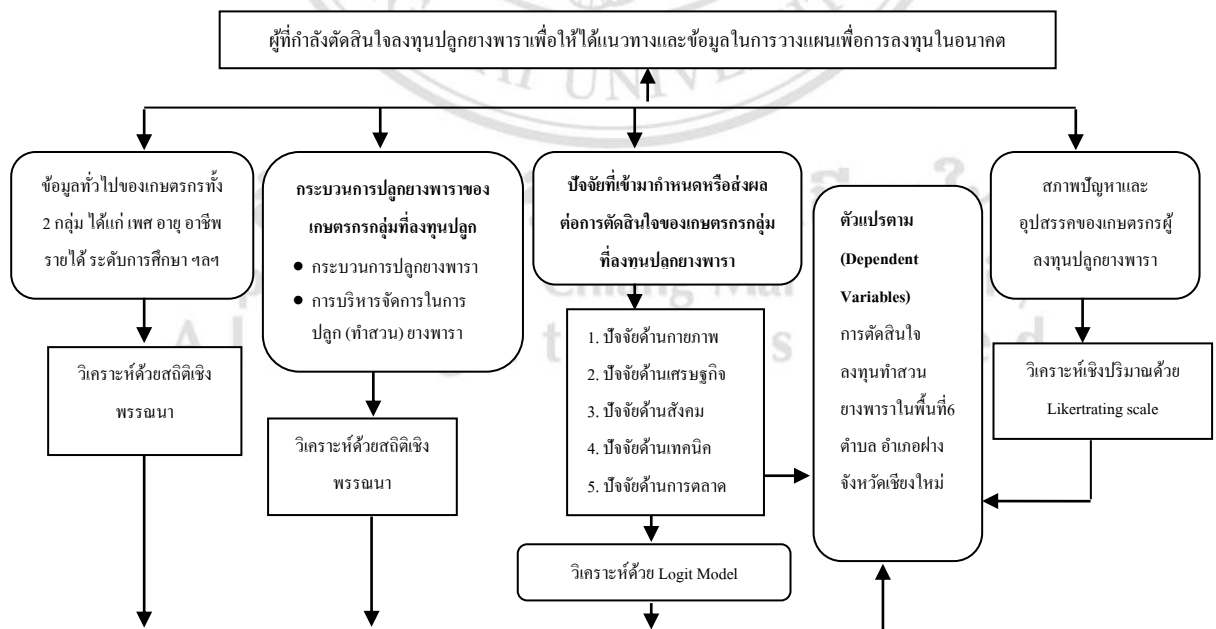 ผู้ที่กำลังตัดสินใจลงทุนปลูกยางพาราเพื่อให้ได้แนวทางและข้อมูลในการวางแผนเพื่อการลงทุนในอนาคต
ข้อมูลทั่วไปของเกษตรกรทั้ง
2 กลุ่ม ได้แก่ เพศ อายุ อาชีพ
รายได้ ระดับการศึกษา ฯลฯ
วิเคราะห์ด้วยสถิติเชิง
พรรณนา
กระบวนการปลูกยางพาราของ
เกษตรกรกลุ่มที่ลงทุนปลูก
● กระบวนการปลูกยางพารา
● การบริหารจัดการในการ
ปลูก (ทำสวน) ยางพารา
วิเคราะห์ด้วยสถิติเชิง
พรรณนา
ปัจจัยที่เข้ามากำหนดหรือส่งผล
ต่อการตัดสินใจของเกษตรกรกลุ่ม
ที่ลงทุนปลูกยางพารา
1. ปัจจัยด้านกายภาพ
2. ปัจจัยด้านเศรษฐกิจ
3. ปัจจัยด้านสังคม
4. ปัจจัยด้านเทคนิค
5. ปัจจัยด้านการตลาด
วิเคราะห์ด้วย Logit Model
ตัวแปรตาม
(Dependent
Variables)
การตัดสินใจ
ลงทุนทำสวน
ยางพาราในพื้นที่6
ตำบล อำเภอฝาง
จังหวัดเชียงใหม่
สภาพปัญหาและ
อุปสรรคของเกษตรกรผู้
ลงทุนปลูกยางพารา
วิเคราะห์เชิงปริมาณด้วย
Likertrating scale
UNIVE
Chiang Mai